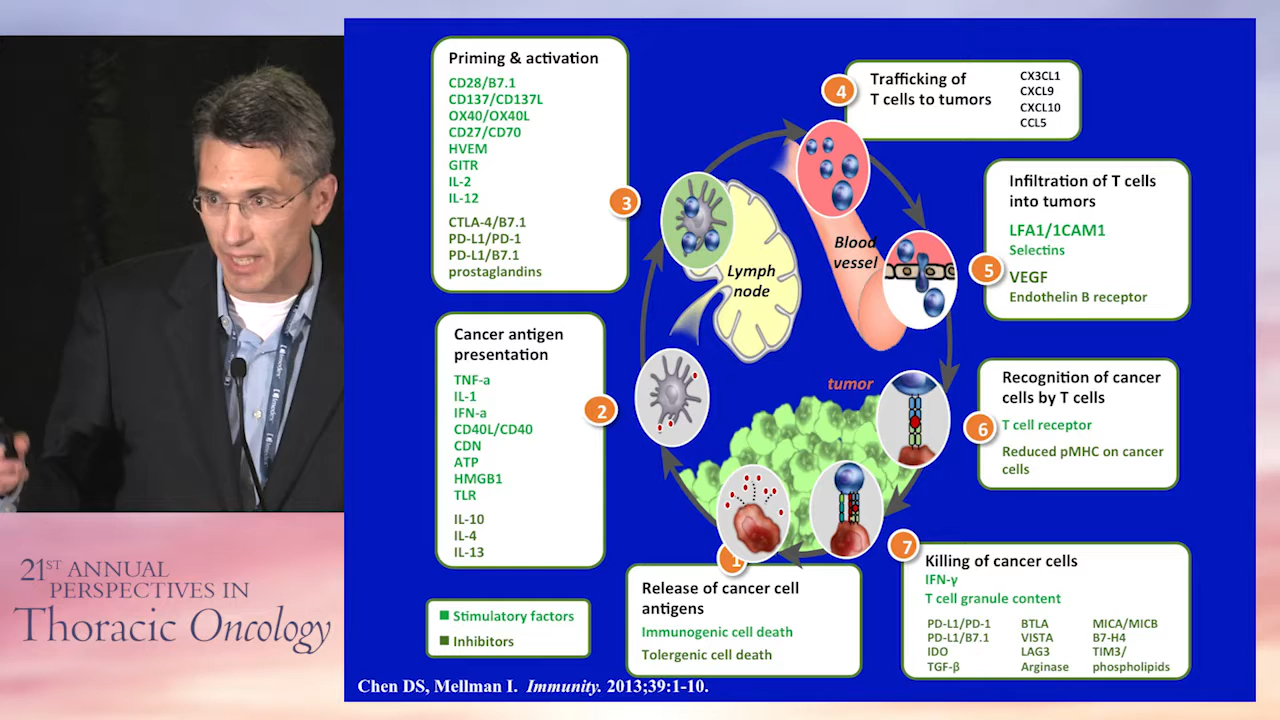 Priming & activation
CD28/B7.1
CD137/CD137L
OX40/OX40L
CD27/CD70
HVEM
GITR
IL-2
IL-12
CTLA-4/B7.1
PD-L1/PD-1
PD-L1/B7.1
prostaglandins
3
Cancer antigen
presentation
TNF-a
IL-1
IFN-a
CD40L/CD40
CDN
ATP
HMGB1
TLR
IL-10
IL-4
IL-13
2
Stimulatory factors
Inhibitors
4
Trafficking of
T cells to tumors
CX3CL1
CXCL9
CXCL10
CCL5
Infiltration of T cells
into tumors
LFA1/1CAM1
Selectins
VEGF
Endothelin B receptor
5
Blood
vessel
Lymph
node
tumor
Recognition of cancer
cells by T cells
T cell receptor
Reduced pMHC on cancer
cells
6
1
Release of cancer cell
antigens
Immunogenic cell death
Tolergenic cell death
7
Killing of cancer cells
IFN-γ
T cell granule content
PD-L1/PD-1 BTLA MICA/MICB
PD-L1/B7.1 VISTA B7-H4
IDO LAG3 TIM3/
TGF-β Arginase phospholipids
Chen DS, Mellman I. Immunity. 2013;39:1-10.
21ST ANNUAL
PERSPECTIVES IN
Thoracic Oncology